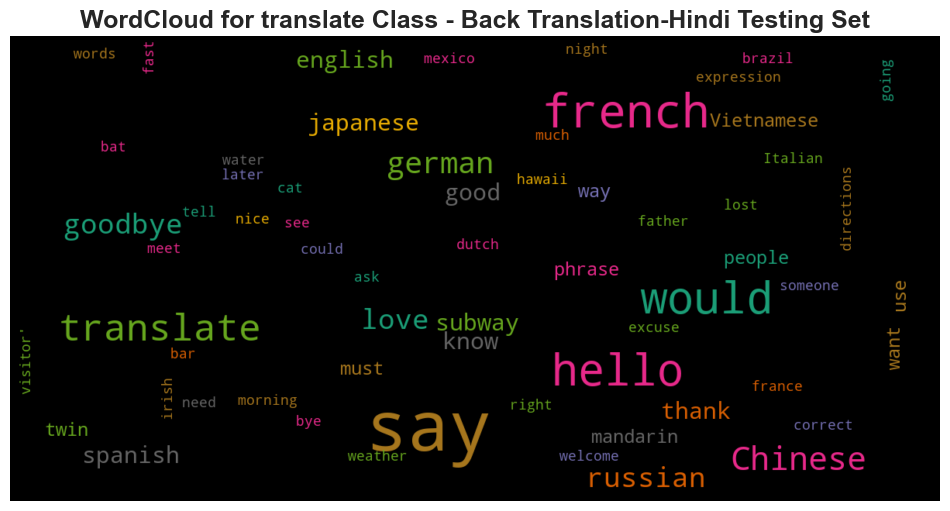 WordCloud for translate Class - Back Translation-Hindi Testing Set
words
fast
english
mexico
night
brazil
expression
going
french
japanese
much
Vietnamese
bat
water
german
Italian
later
cat
good
hawaii
way
directions
goodbye
tell
nice
see
father
lost
meet
could
dutch
phrase
people
ask
would
someone
use
translate
love
subway
know
excuse
want
visitor'
bar
must
hello
france
irish
need
morning
bye
say
right
thank
correct
twin
mandarin
spanish
weather
welcome
Chinese
russian